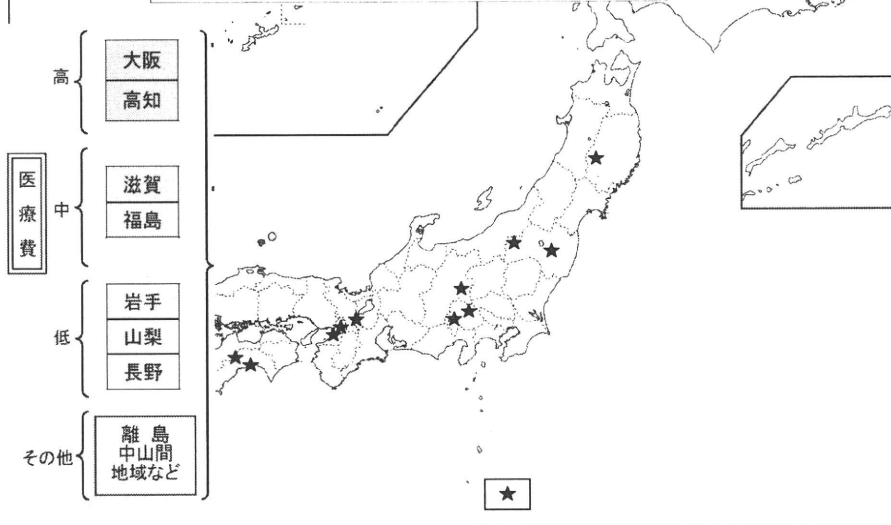 医療費
高
大阪
高知
中
滋賀
福島
低
岩手
山梨
長野
その他
離島
中山間
地域など